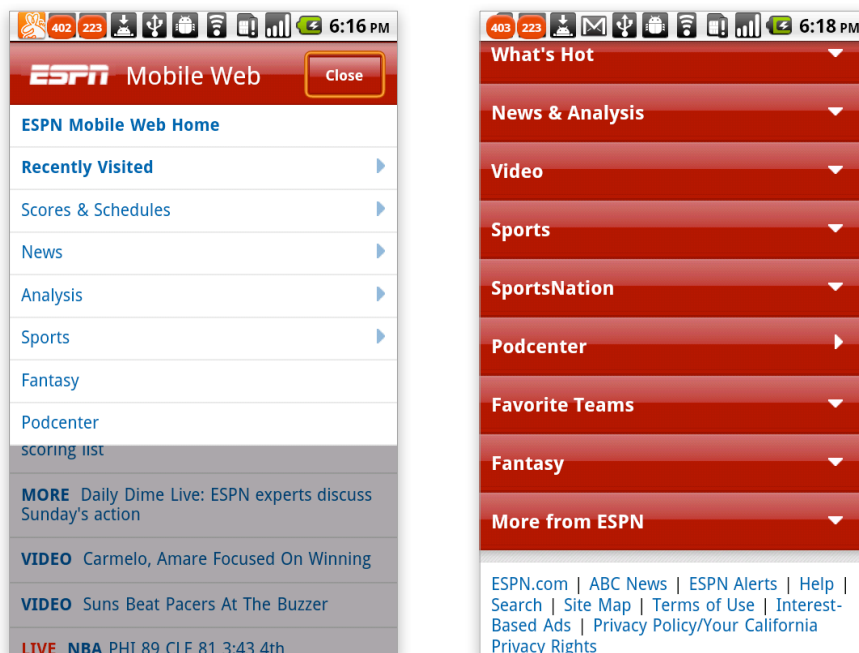 402 223 6:16 PM
ESPN Mobile Web Close
ESPN Mobile Web Home
Recently Visited
Scores & Schedules
News
Analysis
Sports
Fantasy
Podcenter
scoring list
MORE Daily Dime Live: ESPN experts discuss
Sunday's action
VIDEO Carmelo, Amare Focused On Winning
VIDEO Suns Beat Pacers At The Buzzer
LIVE NBA PHI 89 CLE 81 3:43 4th
403 223 6:18 PM
What's Hot
News & Analysis
Video
Sports
SportsNation
Podcenter
Favorite Teams
Fantasy
More from ESPN
ESPN.com | ABC News | ESPN Alerts | Help |
Search | Site Map | Terms of Use | Interest-
Based Ads | Privacy Policy/Your California
Privacy Rights